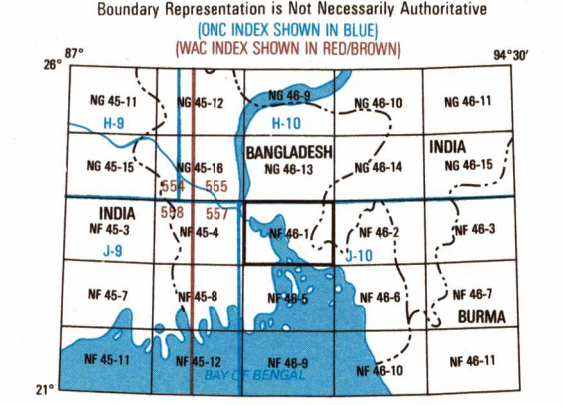 Boundary Representation is Not Necessarily Authoritative
(ONC INDEX SHOWN IN BLUE)
(WAC INDEX SHOWN IN RED/BROWN)
87° 94°30'
26°
NG 45-11 NG 45-12 NG 46-9 NG 46-10 NG 46-11
H-9 H-10
BANGLADESH INDIA
NG 45-15 NG 45-16 NG 46-13 NG 46-14 NG 46-15
554 555
INDIA 558 557
NF 45-3 NF 45-4 NF 46-1 NF 46-2 NF 46-3
J-9 J-10
NF 45-7 NF 45-8 NF 46-5 NF 46-6 NF 46-7
BURMA
NF 45-11 NF 45-12 NF 46-9 NF 46-10 NF 46-11
BAY OF BENGAL
21°